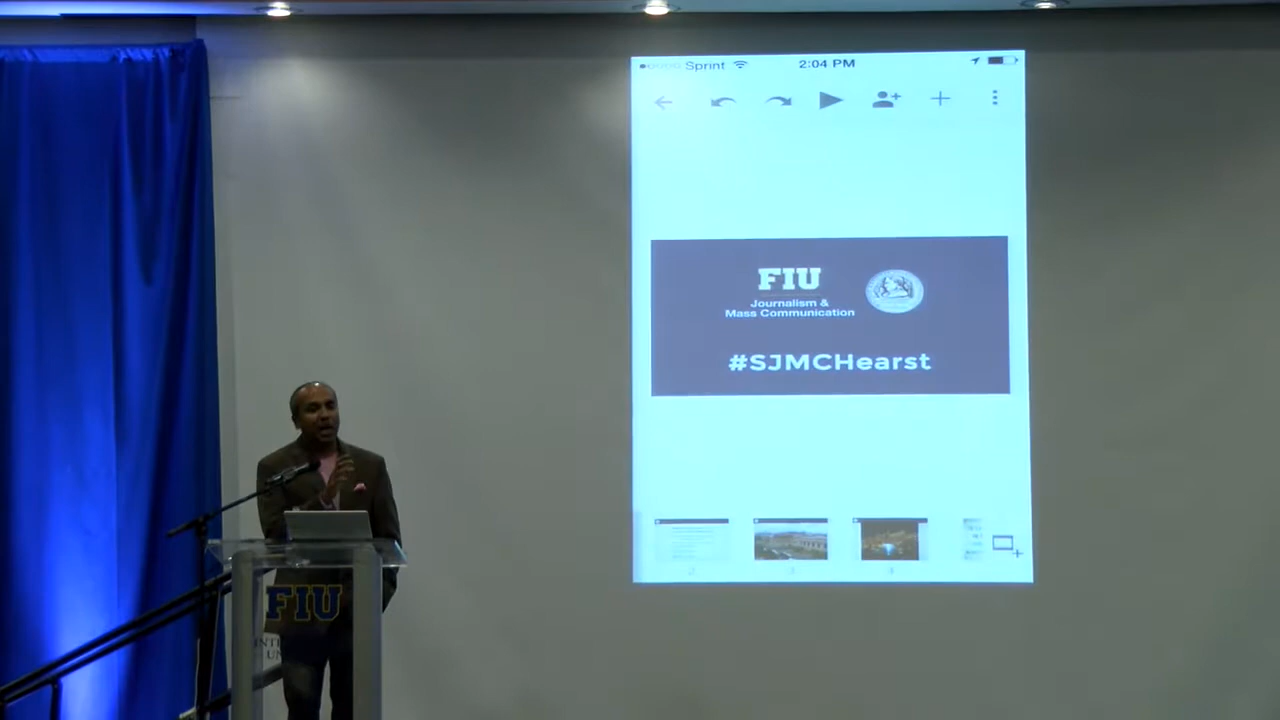 Sprint
2:04 PM
FIU
Journalism &
Mass Communication
#SJMCHearst
FIU